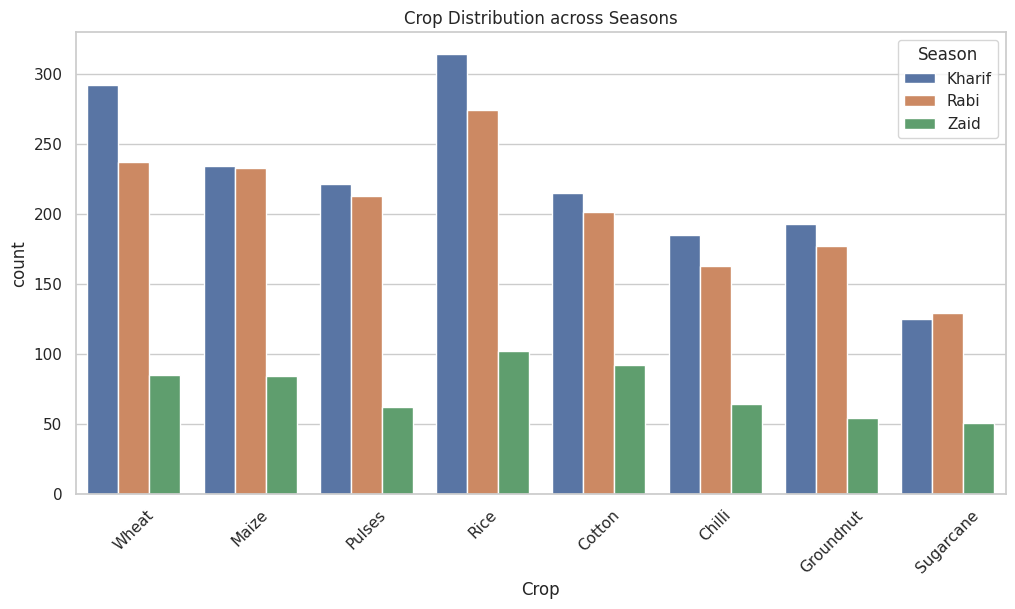 Crop Distribution across Seasons
Season
Kharif
Rabi
Zaid
300
250
200
150
100
50
0
count
Wheat
Maize
Pulses
Rice
Cotton
Chilli
Groundnut
Sugarcane
Crop